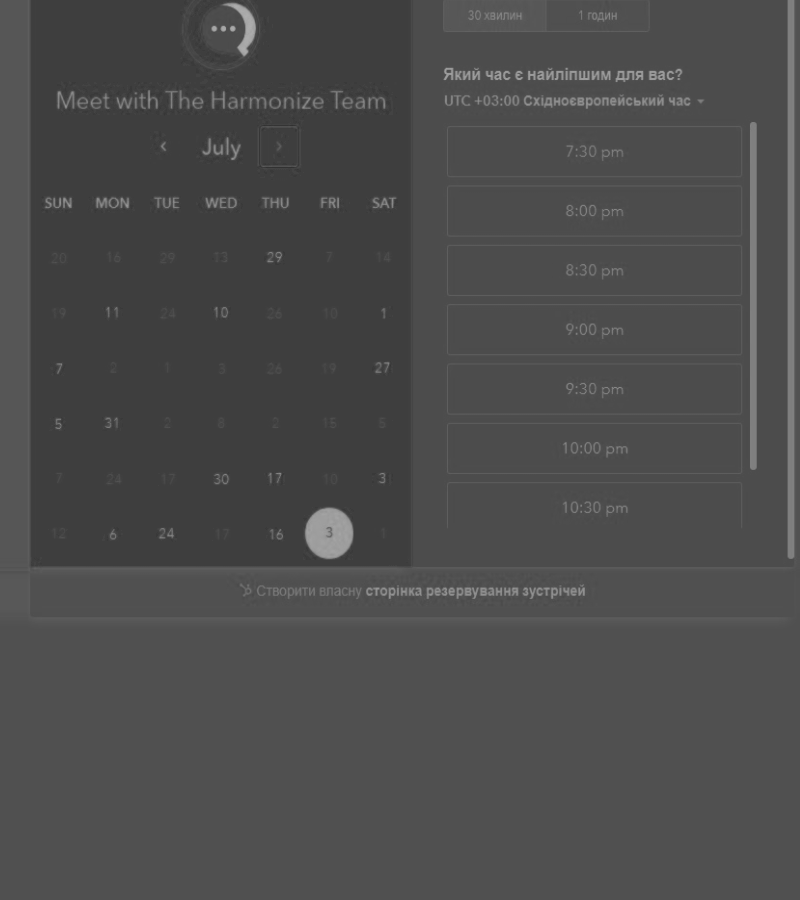 Meet with The Harmonize Team
July
SUN MON TUE WED THU FRI SAT
20 16 29 13 29 7 14
19 11 24 10 26 10 1
7 2 1 3 26 19 27
5 31 2 8 2 15 5
7 24 17 30 17 10 3
12 6 24 17 16 3 1
30 хвилин 1 годин
Який час є найліпшим для вас?
UTC +03:00 Східноєвропейський час
7:30 pm
8:00 pm
8:30 pm
9:00 pm
9:30 pm
10:00 pm
10:30 pm
Створити власну сторінка резервування зустрічей